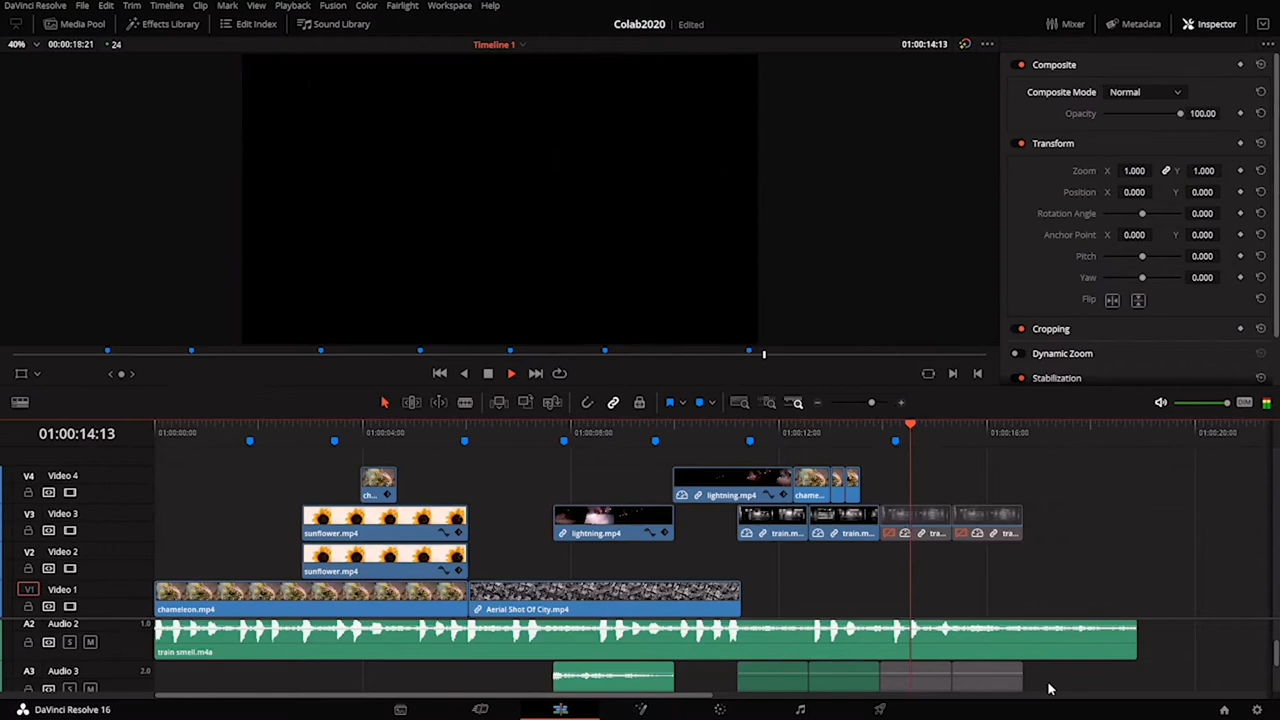 DaVinci Resolve File Edit Trim Timeline Clip Mark View Playback Fusion Color Fairlight Workspace Help
Media Pool Effects Library Edit Index Sound Library Colab2020 Edited Mixer Metadata Inspector
40% 00:00:18:21 24 Timeline 1 01:00:14:13
Composite
Composite Mode Normal
Opacity 100.00
Transform
Zoom X 1.000 Y 1.000
Position X 0.000 Y 0.000
Rotation Angle 0.000
Anchor Point X 0.000 Y 0.000
Pitch 0.000
Yaw 0.000
Flip
Cropping
Dynamic Zoom
Stabilization
DIM
01:00:14:13 01:00:00:00 01:00:04:00 01:00:08:00 01:00:12:00 01:00:16:00 01:00:20:00
V4 Video 4
ch... lightning.mp4 chame...
V3 Video 3
sunflower.mp4 lightning.mp4 train.m... train.m... tra... tra...
V2 Video 2
sunflower.mp4
V1 Video 1
chameleon.mp4 Aerial Shot Of City.mp4
A2 Audio 2 1.0
S M
train smell.m4a
A3 Audio 3 2.0
S M
DaVinci Resolve 16